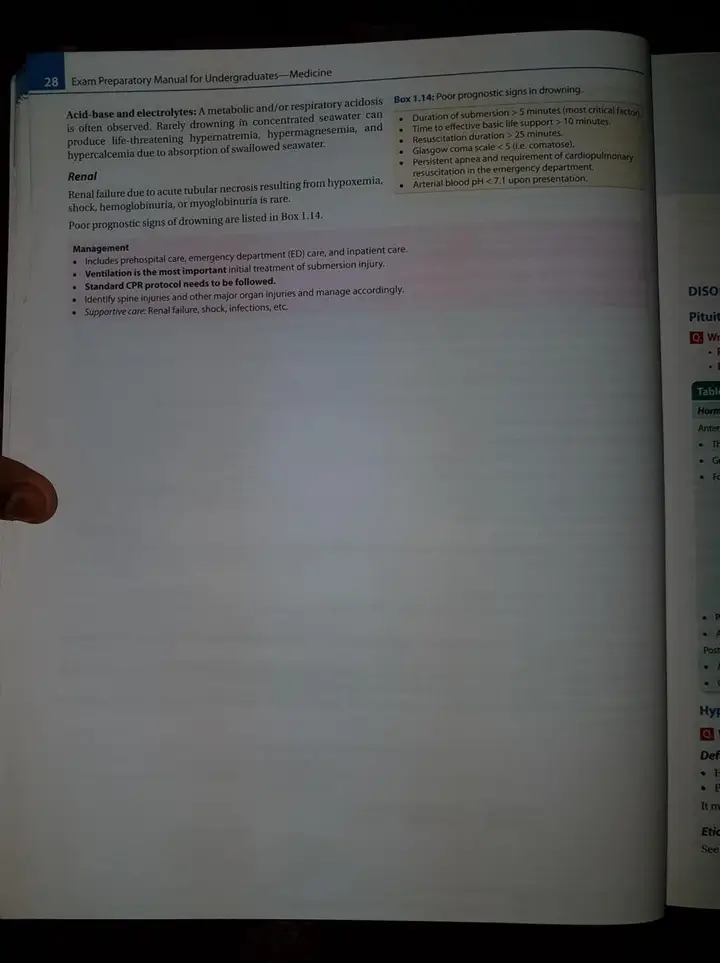 28 Exam Preparatory Manual for Undergraduates—Medicine
Acid-base and electrolytes: A metabolic and/or respiratory acidosis
is often observed. Rarely drowning in concentrated seawater can
produce life-threatening hypernatremia, hypermagnesemia, and
hypercalcemia due to absorption of swallowed seawater.
Renal
Renal failure due to acute tubular necrosis resulting from hypoxemia,
shock, hemoglobinuria, or myoglobinuria is rare.
Poor prognostic signs of drowning are listed in Box 1.14.
Box 1.14: Poor prognostic signs in drowning.
• Duration of submersion > 5 minutes (most critical factor)
• Time to effective basic life support > 10 minutes.
• Resuscitation duration > 25 minutes.
• Glasgow coma scale < 5 (i.e. comatose).
• Persistent apnea and requirement of cardiopulmonary
resuscitation in the emergency department.
• Arterial blood pH < 7.1 upon presentation.
Management
• Includes prehospital care, emergency department (ED) care, and inpatient care.
• Ventilation is the most important initial treatment of submersion injury.
• Standard CPR protocol needs to be followed.
• Identify spine injuries and other major organ injuries and manage accordingly.
• Supportive care: Renal failure, shock, infections, etc.
DISO
Pituit
Q. Wr
Table
Horm
Anter
• Th
• Fo
Post
Hyp
Q.
Def
It m
Etio
See